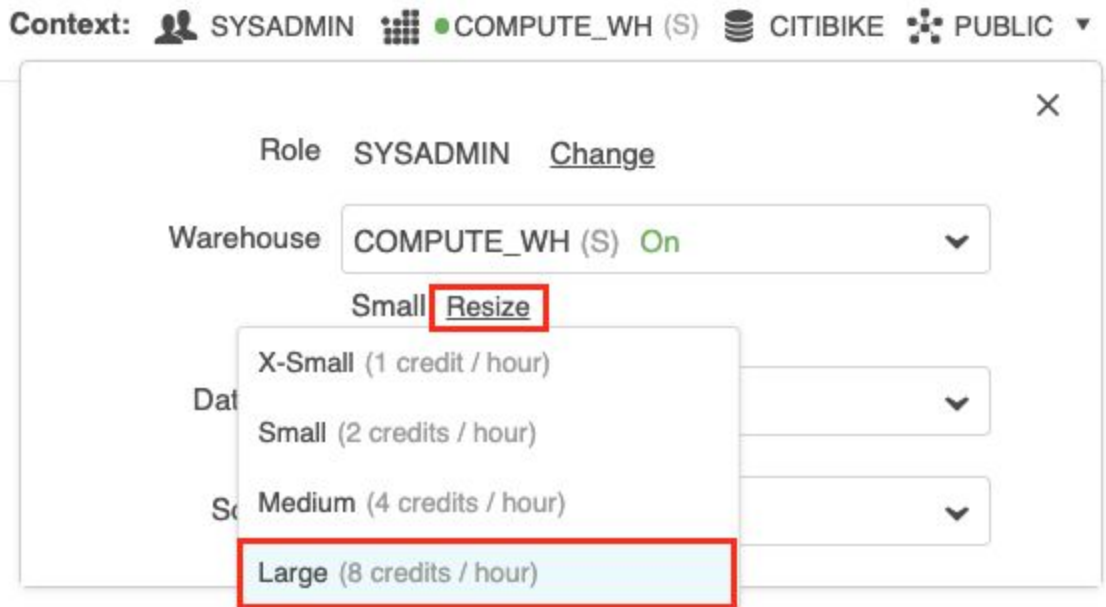 Context: SYSADMIN COMPUTE_WH (S) CITIBIKE PUBLIC
Role SYSADMIN Change
Warehouse COMPUTE_WH (S) On
Small Resize
X-Small (1 credit / hour)
Dat
Small (2 credits / hour)
Medium (4 credits / hour)
Sc
Large (8 credits / hour)